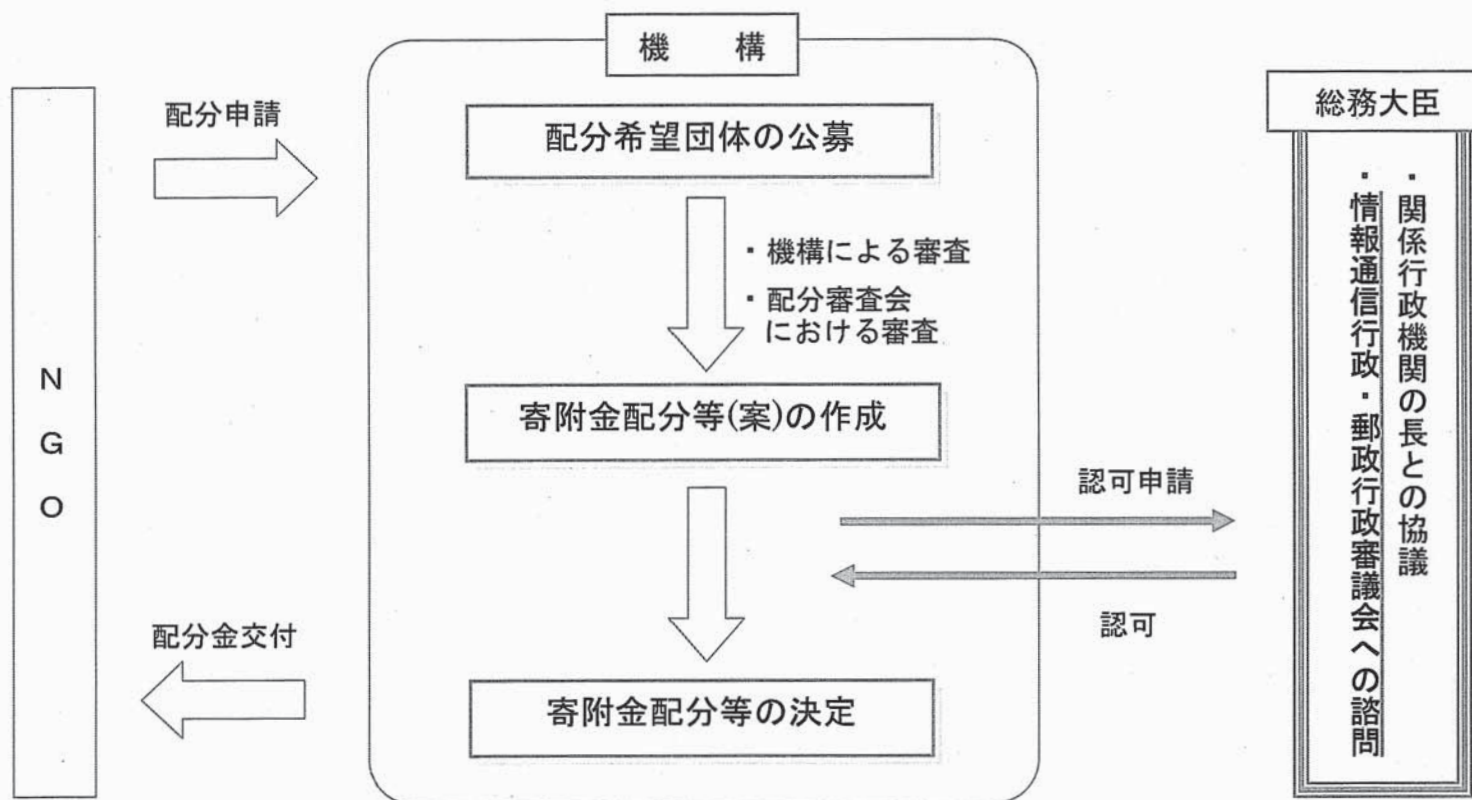 機　構
配分申請
配分希望団体の公募
総務大臣
・機構による審査
・配分審査会
における審査
・関係行政機関の長との協議
・情報通信行政・郵政行政審議会への諮問
NGO
寄附金配分等(案)の作成
認可申請
認可
配分金交付
寄附金配分等の決定